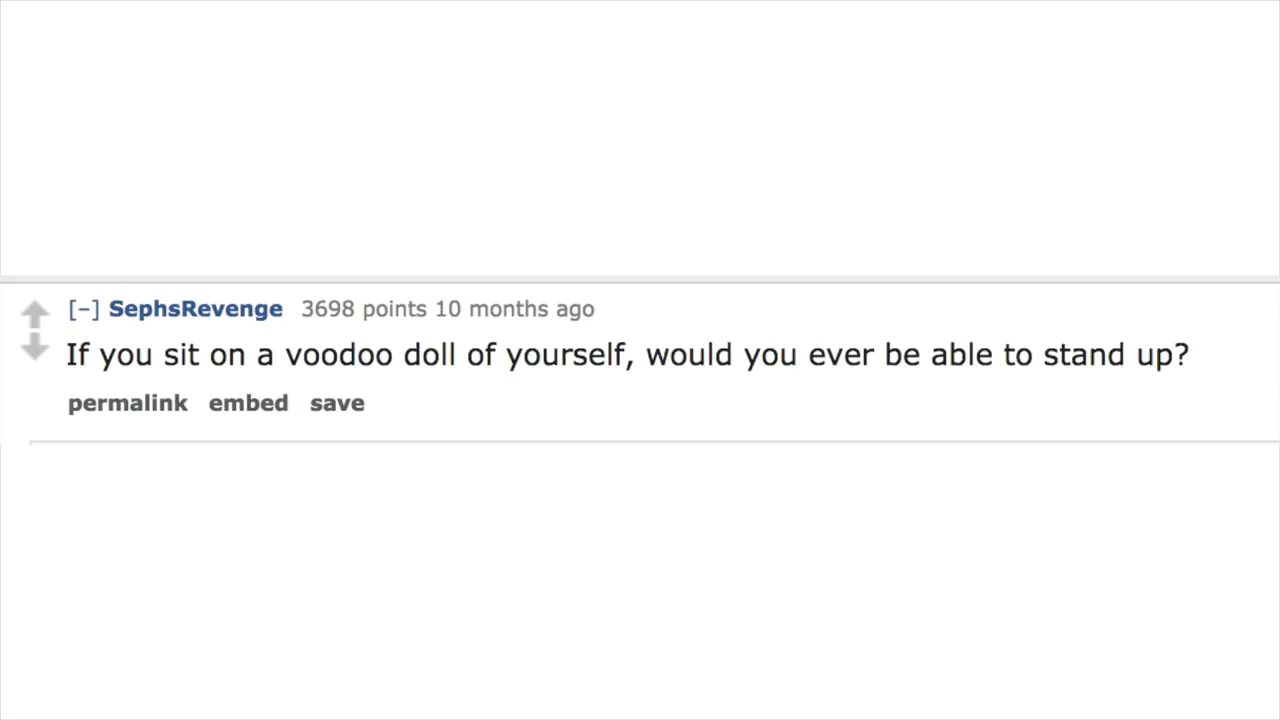 [–] SephsRevenge 3698 points 10 months ago
If you sit on a voodoo doll of yourself, would you ever be able to stand up?
permalink embed save